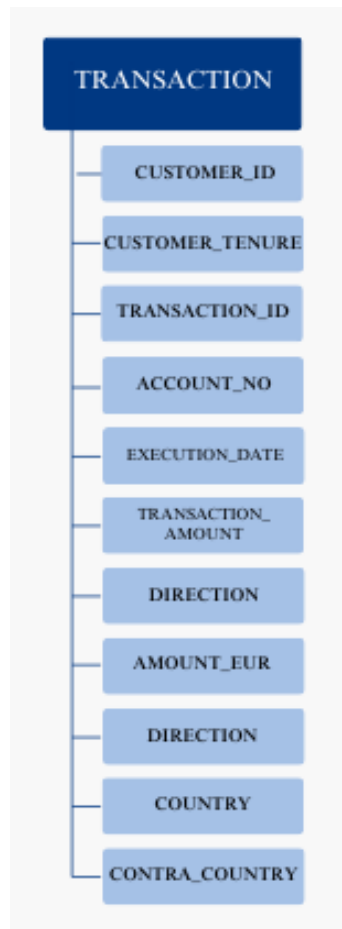 TRANSACTION
CUSTOMER_ID
CUSTOMER_TENURE
TRANSACTION_ID
ACCOUNT_NO
EXECUTION_DATE
TRANSACTION_
AMOUNT
DIRECTION
AMOUNT_EUR
DIRECTION
COUNTRY
CONTRA_COUNTRY